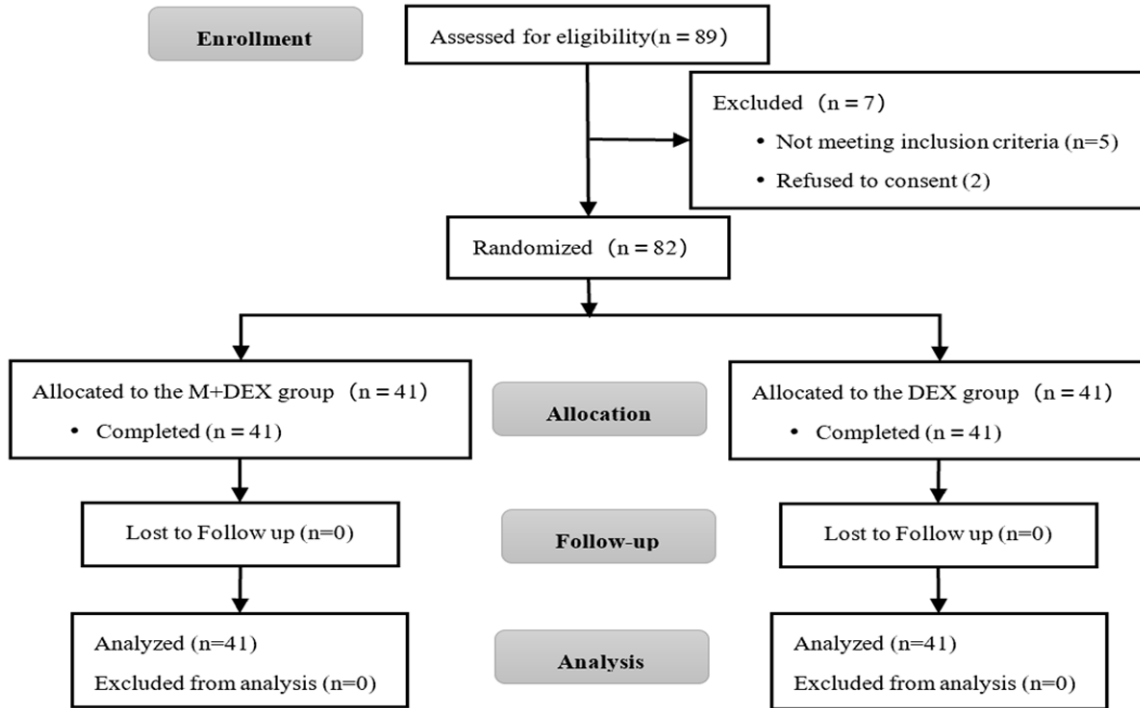 Enrollment
Assessed for eligibility(n = 89)
Excluded (n = 7)
• Not meeting inclusion criteria (n=5)
• Refused to consent (2)
Randomized (n = 82)
Allocated to the M+DEX group (n = 41)
• Completed (n = 41)
Allocation
Allocated to the DEX group (n = 41)
• Completed (n = 41)
Lost to Follow up (n=0)
Follow-up
Lost to Follow up (n=0)
Analyzed (n=41)
Excluded from analysis (n=0)
Analysis
Analyzed (n=41)
Excluded from analysis (n=0)